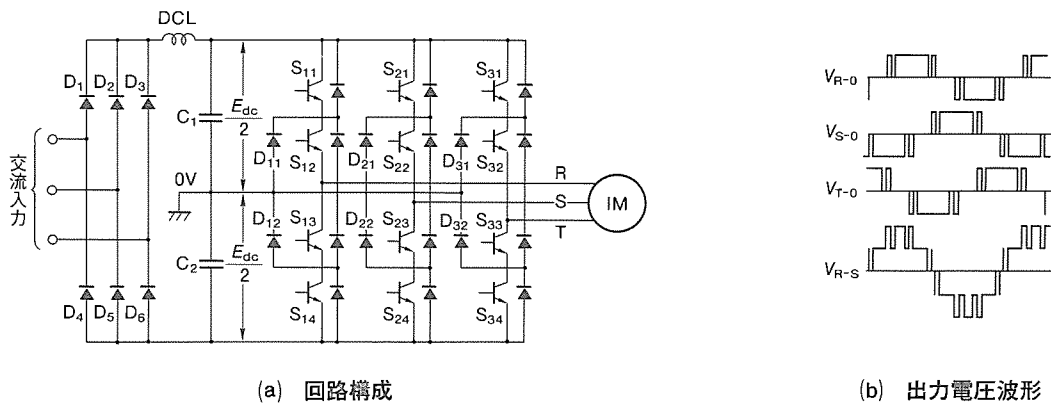 DCL
D1 D2 D3
交流入力
D4 D5 D6
C1 Edc/2
0V
C2 Edc/2
S11 S21 S31
D11 S12 D21 S22 D31 S32
R
S
T
IM
D12 S13 D22 S23 D32 S33
S14 S24 S34
(a) 回路構成
VR-0
VS-0
VT-0
VR-S
(b) 出力電圧波形